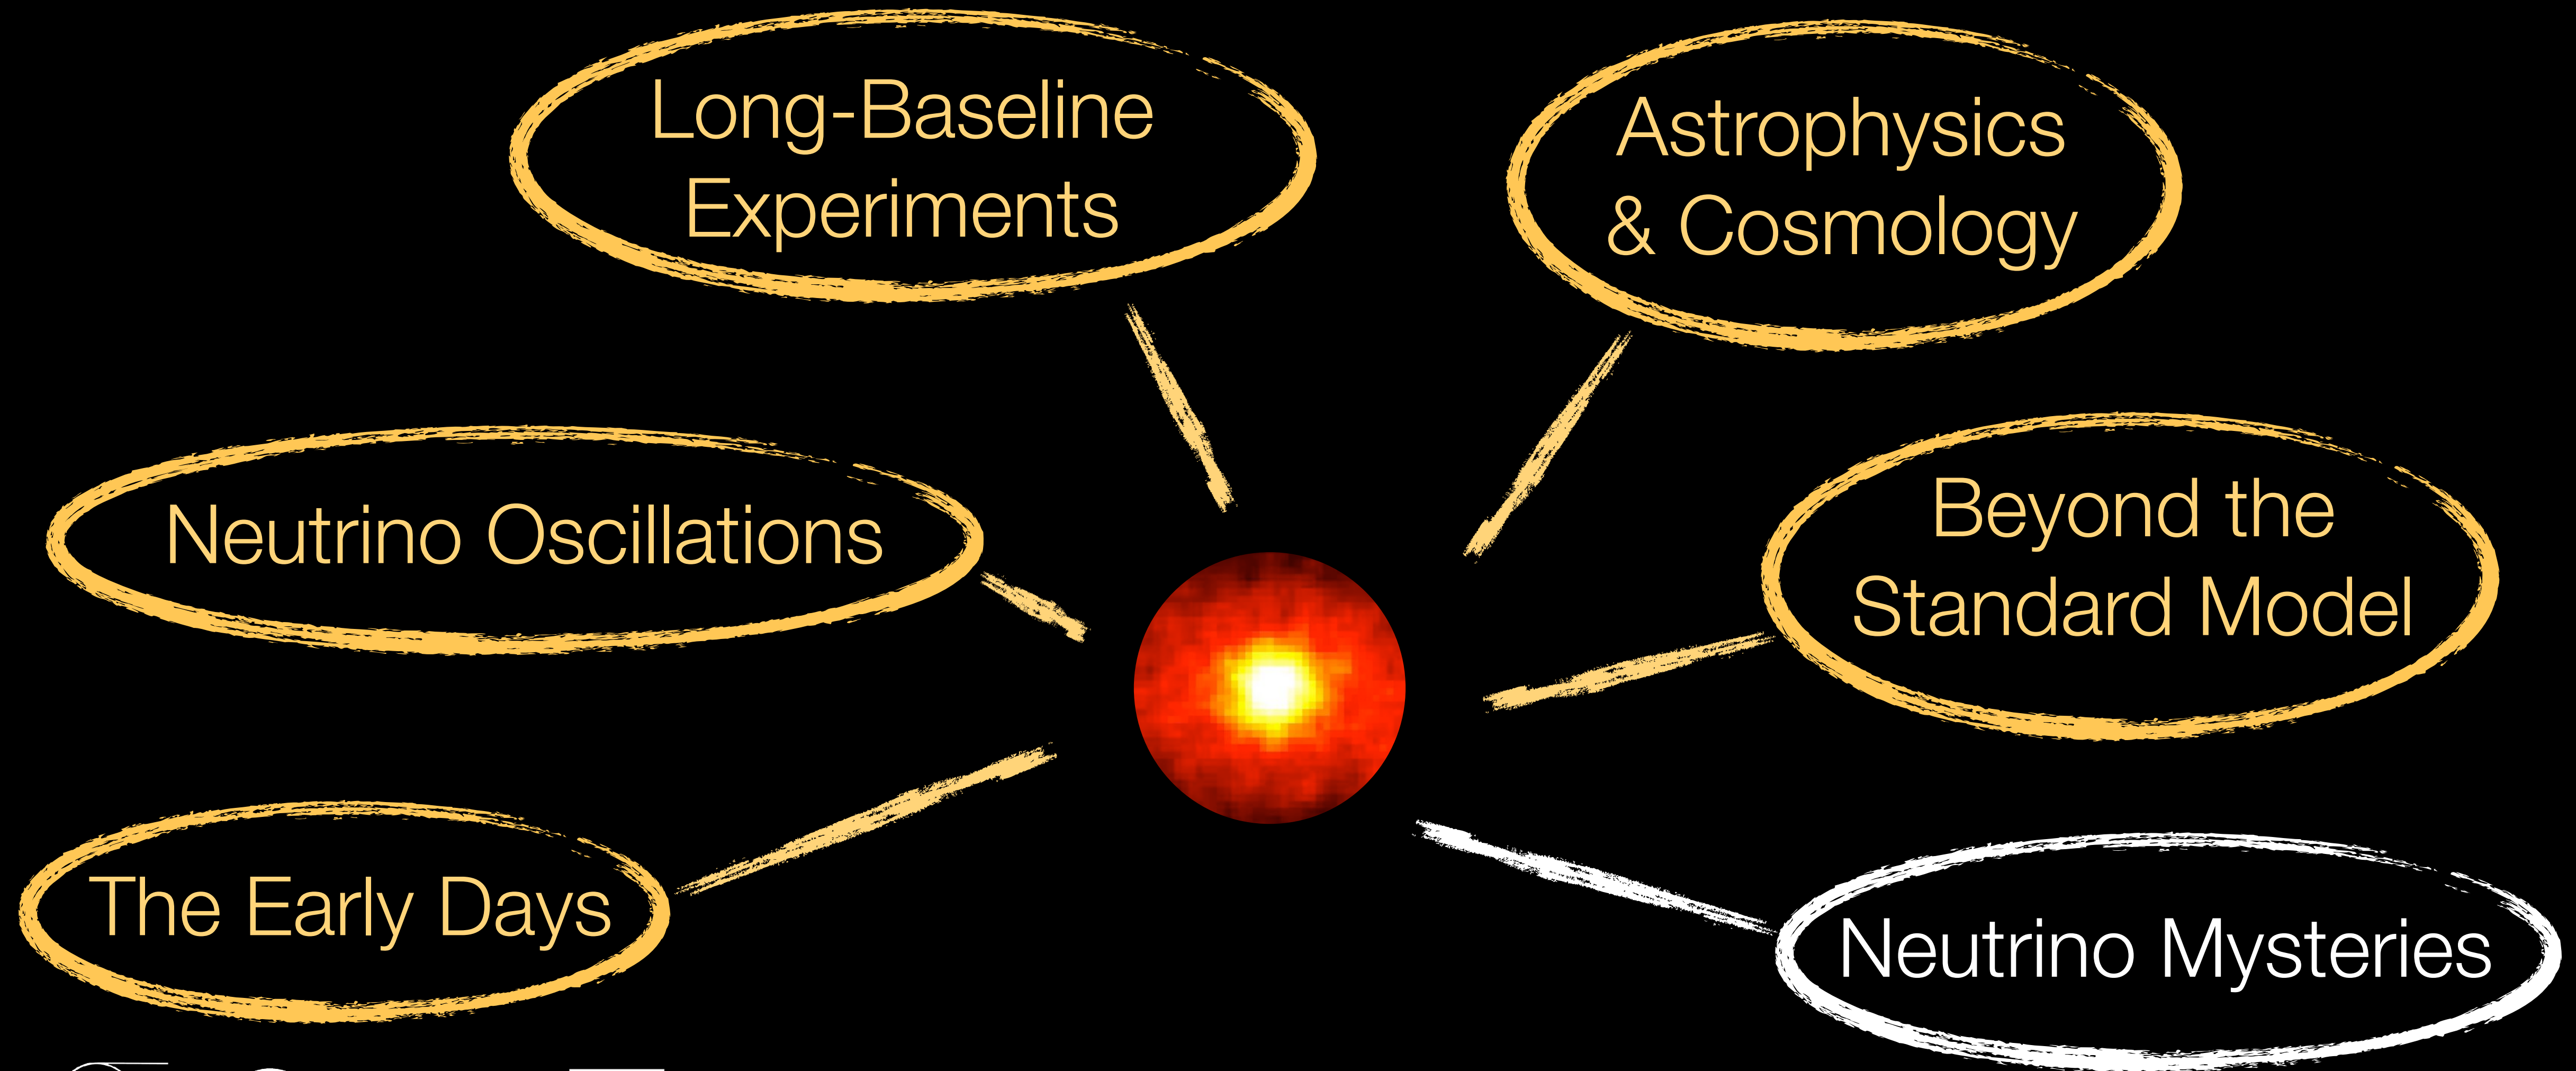 Long-Baseline
Experiments
Astrophysics
& Cosmology
Neutrino Oscillations
Beyond the
Standard Model
The Early Days
Neutrino Mysteries